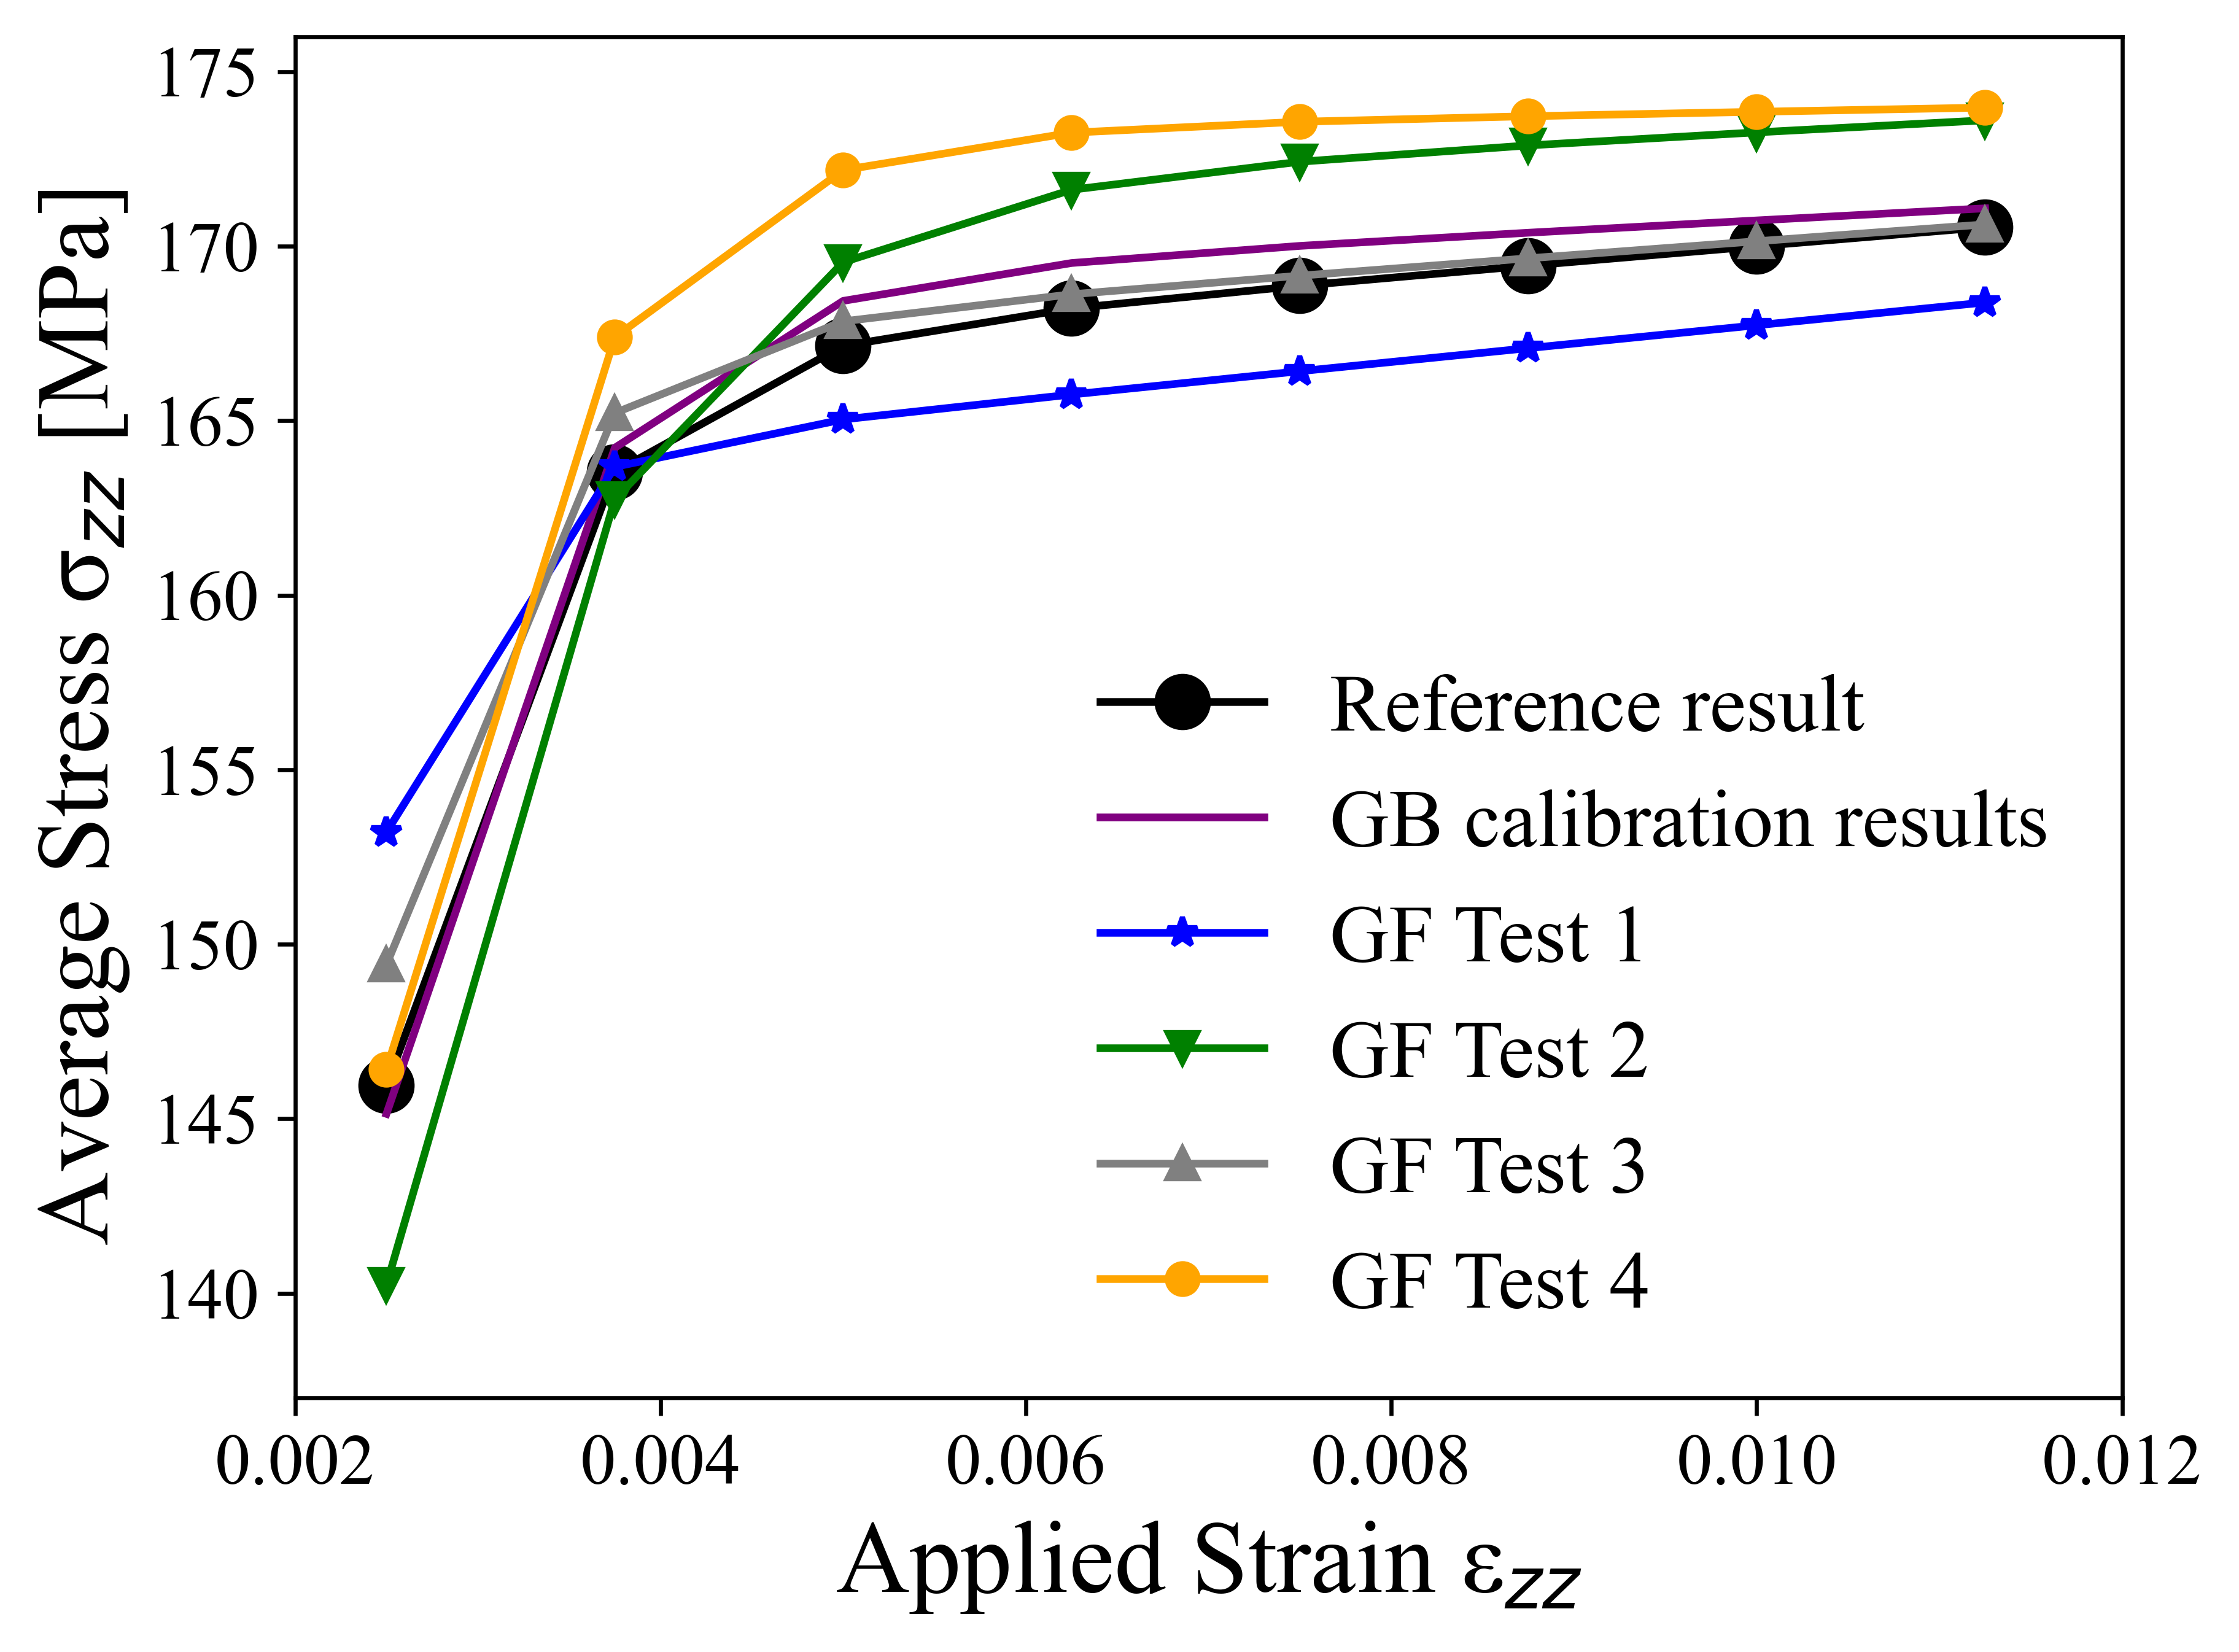 175
170
165
160
155
150
145
140
Average Stress σzz [MPa]
Reference result
GB calibration results
GF Test 1
GF Test 2
GF Test 3
GF Test 4
0.002 0.004 0.006 0.008 0.010 0.012
Applied Strain εzz